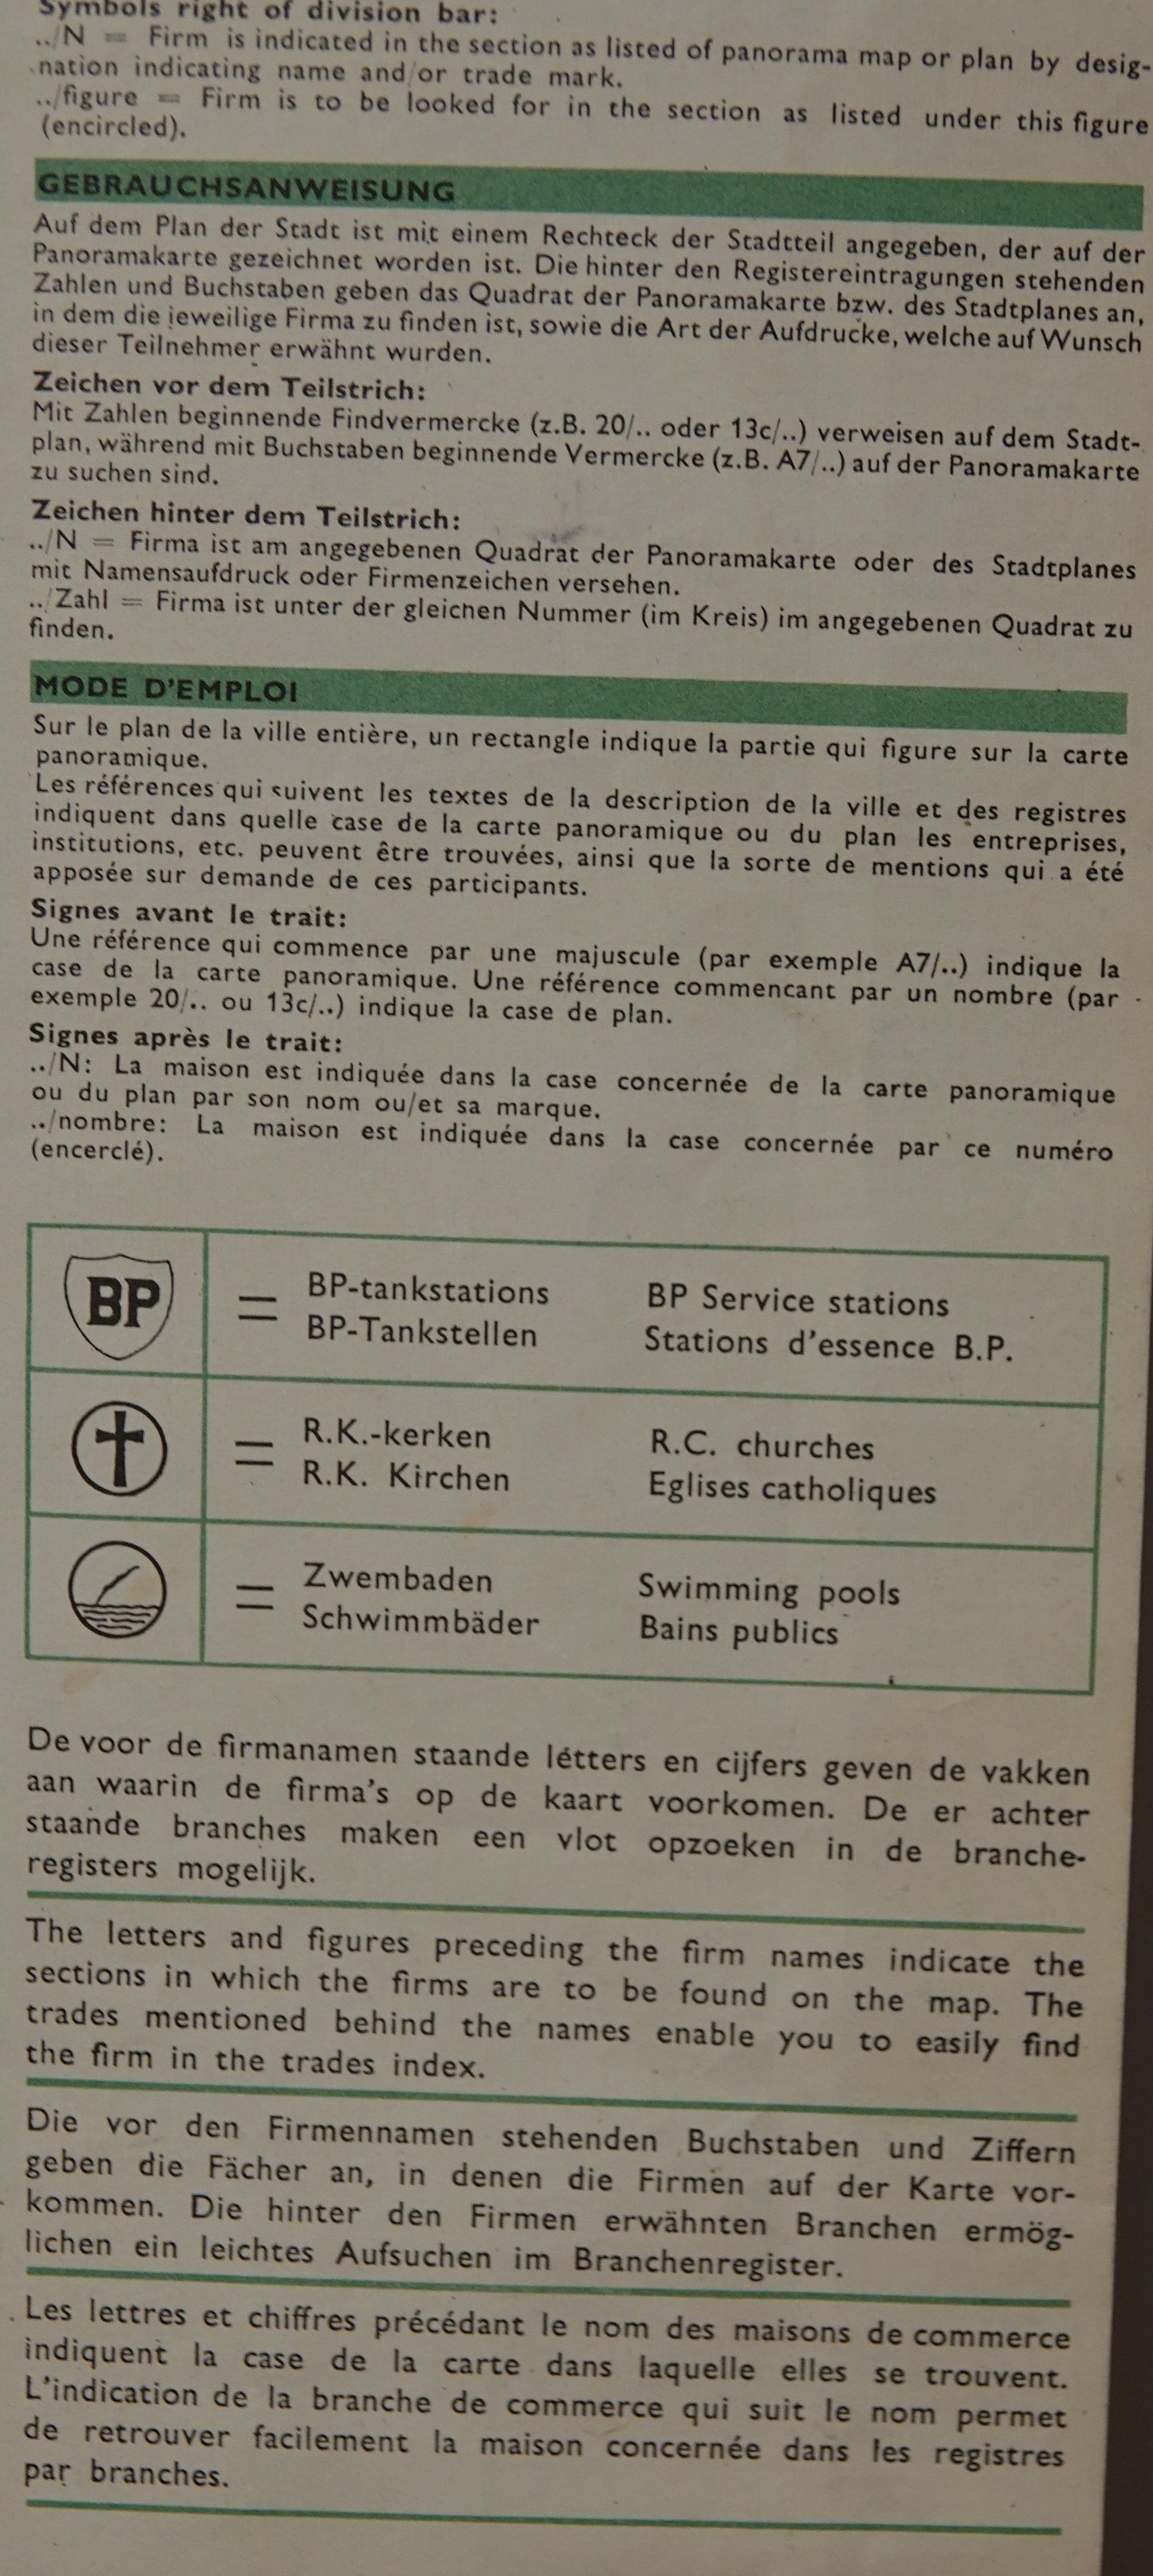 Symbols right of division bar:
../N = Firm is indicated in the section as listed of panorama map or plan by desig-
nation indicating name and/or trade mark.
../figure = Firm is to be looked for in the section as listed under this figure
(encircled).
GEBRAUCHSANWEISUNG
Auf dem Plan der Stadt ist mit einem Rechteck der Stadtteil angegeben, der auf der
Panoramakarte gezeichnet worden ist. Die hinter den Registereintragungen stehenden
Zahlen und Buchstaben geben das Quadrat der Panoramakarte bzw. des Stadtplanes an,
in dem die jeweilige Firma zu finden ist, sowie die Art der Aufdrucke, welche auf Wunsch
dieser Teilnehmer erwähnt wurden.
Zeichen vor dem Teilstrich:
Mit Zahlen beginnende Findvermercke (z.B. 20/.. oder 13c/..) verweisen auf dem Stadt-
plan, während mit Buchstaben beginnende Vermercke (z.B. A7/..) auf der Panoramakarte
zu suchen sind.
Zeichen hinter dem Teilstrich:
../N = Firma ist am angegebenen Quadrat der Panoramakarte oder des Stadtplanes
mit Namensaufdruck oder Firmenzeichen versehen.
../Zahl = Firma ist unter der gleichen Nummer (im Kreis) im angegebenen Quadrat zu
finden.
MODE D'EMPLOI
Sur le plan de la ville entière, un rectangle indique la partie qui figure sur la carte
panoramique.
Les références qui suivent les textes de la description de la ville et des registres
indiquent dans quelle case de la carte panoramique ou du plan les entreprises,
institutions, etc. peuvent être trouvées, ainsi que la sorte de mentions qui a été
apposée sur demande de ces participants.
Signes avant le trait:
Une référence qui commence par une majuscule (par exemple A7/..) indique la
case de la carte panoramique. Une référence commencant par un nombre (par
exemple 20/.. ou 13c/..) indique la case de plan.
Signes après le trait:
../N: La maison est indiquée dans la case concernée de la carte panoramique
ou du plan par son nom ou/et sa marque.
../nombre: La maison est indiquée dans la case concernée par ce numéro
(encerclé).
BP = BP-tankstations BP Service stations
BP-Tankstellen Stations d'essence B.P.
= R.K.-kerken R.C. churches
R.K. Kirchen Eglises catholiques
= Zwembaden Swimming pools
Schwimmbäder Bains publics
De voor de firmanamen staande létters en cijfers geven de vakken
aan waarin de firma's op de kaart voorkomen. De er achter
staande branches maken een vlot opzoeken in de branche-
registers mogelijk.
The letters and figures preceding the firm names indicate the
sections in which the firms are to be found on the map. The
trades mentioned behind the names enable you to easily find
the firm in the trades index.
Die vor den Firmennamen stehenden Buchstaben und Ziffern
geben die Fächer an, in denen die Firmen auf der Karte vor-
kommen. Die hinter den Firmen erwähnten Branchen ermög-
lichen ein leichtes Aufsuchen im Branchenregister.
Les lettres et chiffres précédant le nom des maisons de commerce
indiquent la case de la carte dans laquelle elles se trouvent.
L'indication de la branche de commerce qui suit le nom permet
de retrouver facilement la maison concernée dans les registres
par branches.